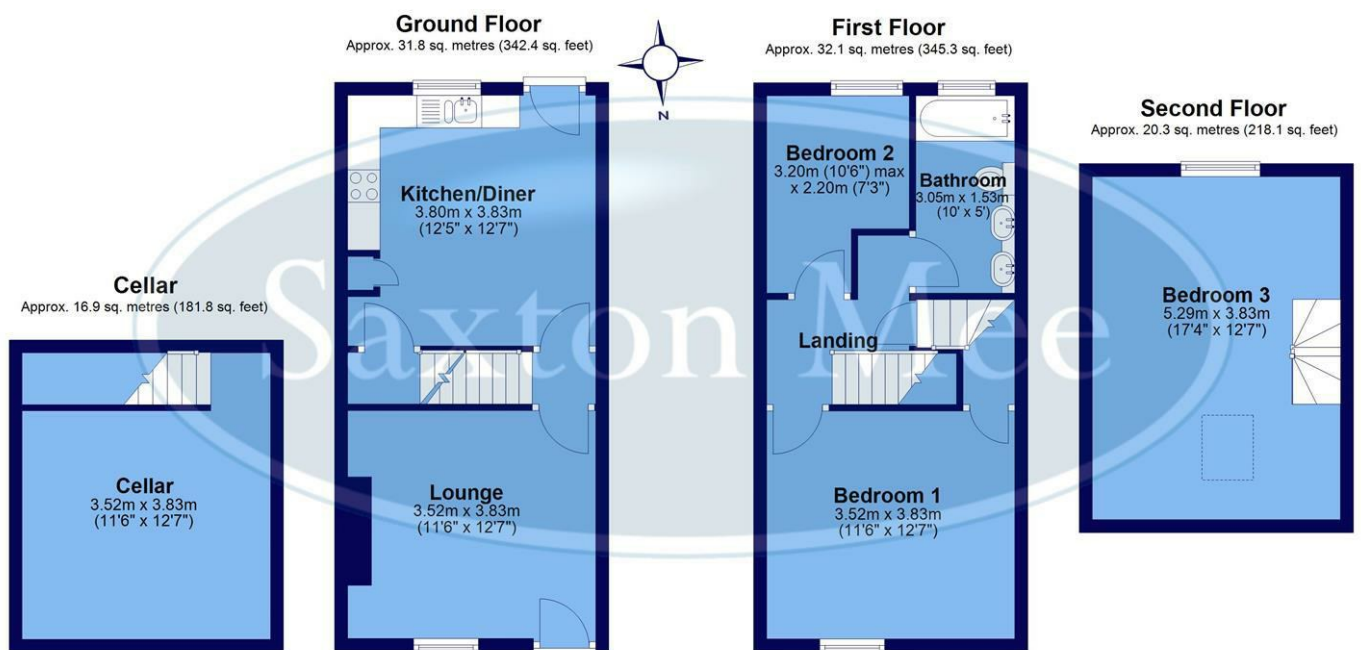 Ground Floor
Approx. 31.8 sq. metres (342.4 sq. feet)
Kitchen/Diner
3.80m x 3.83m
(12'5" x 12'7")
Lounge
3.52m x 3.83m
(11'6" x 12'7")
N
First Floor
Approx. 32.1 sq. metres (345.3 sq. feet)
Bedroom 2
3.20m (10'6") max
x 2.20m (7'3")
Bathroom
3.05m x 1.53m
(10' x 5')
Landing
Bedroom 1
3.52m x 3.83m
(11'6" x 12'7")
Second Floor
Approx. 20.3 sq. metres (218.1 sq. feet)
Bedroom 3
5.29m x 3.83m
(17'4" x 12'7")
Cellar
Approx. 16.9 sq. metres (181.8 sq. feet)
Cellar
3.52m x 3.83m
(11'6" x 12'7")
Saxton Mee